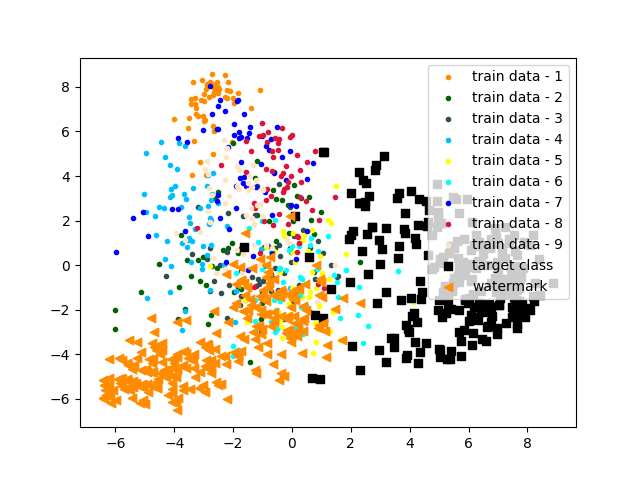 8
6
4
2
0
−2
−4
−6
−6 −4 −2 0 2 4 6 8
train data - 1
train data - 2
train data - 3
train data - 4
train data - 5
train data - 6
train data - 7
train data - 8
train data - 9
target class
watermark